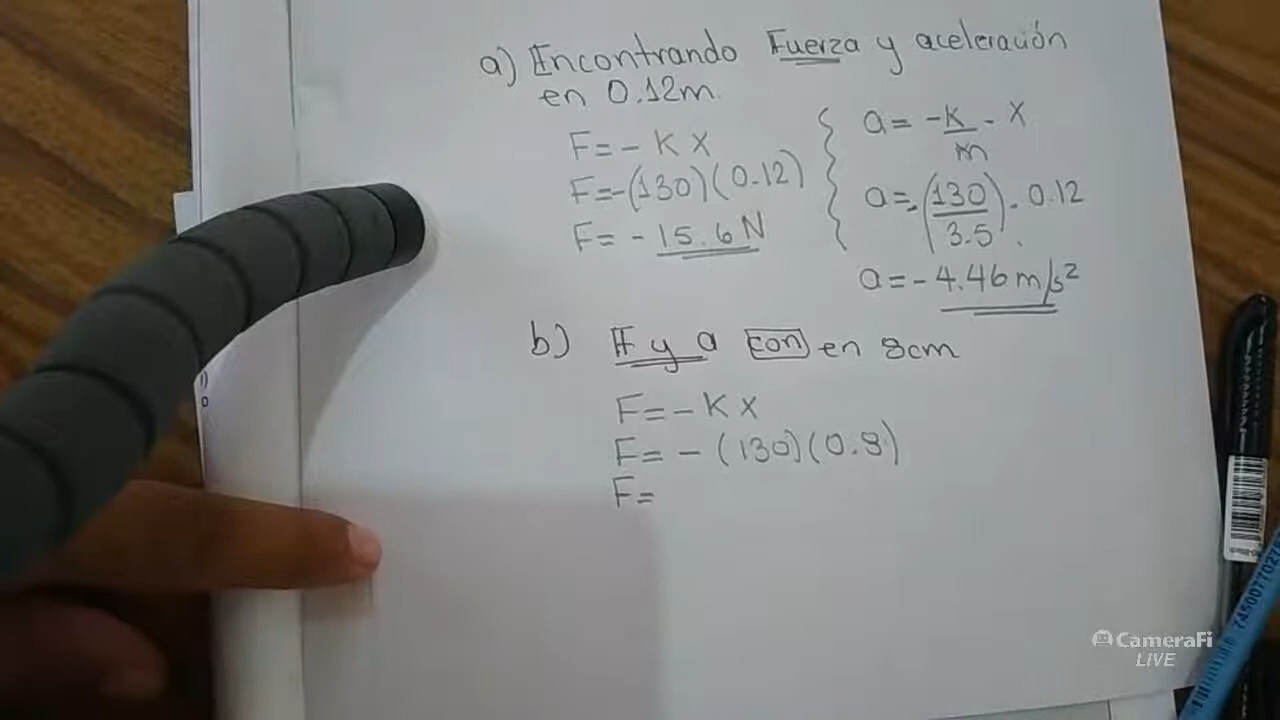 a) Encontrando Fuerza y aceleración
en 0.12m
F = - K X
F = -(130)(0.12)
F = - 15.6 N
a = -K/m - X
a = -(130/3.5) . 0.12
a = - 4.46 m/s²
b) F y a con en 8cm
F = - K X
F = - (130)(0.8)
F =
CameraFi
LIVE